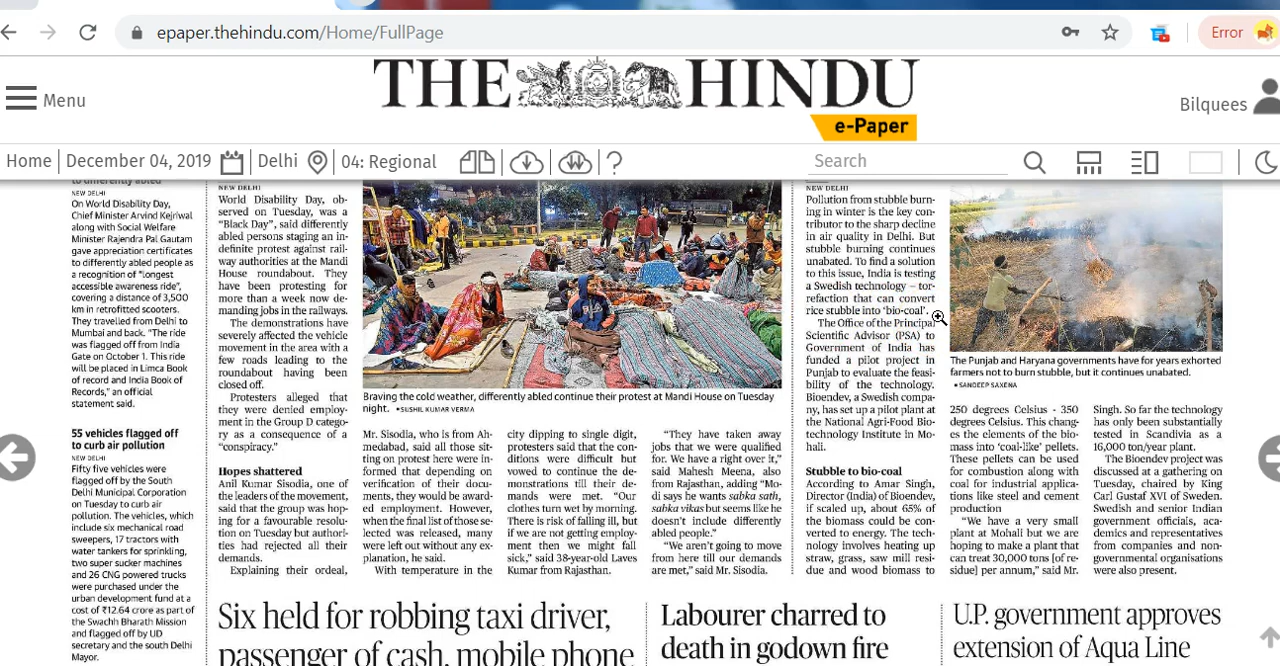 epaper.thehindu.com/Home/FullPage
Error
Menu
THE HINDU
e-Paper
Bilquees
Home
December 04, 2019
Delhi
04: Regional
Search
to differently abled
NEW DELHI
On World Disability Day,
Chief Minister Arvind Kejriwal
along with Social Welfare
Minister Rajendra Pal Gautam
gave appreciation certificates
to differently abled people as
a recognition of "longest
accessible awareness ride",
covering a distance of 3,500
km in retrofitted scooters.
They travelled from Delhi to
Mumbai and back. "The ride
was flagged off from India
Gate on October 1. This ride
will be placed in Limca Book
of record and India Book of
Records," an official
statement said.
55 vehicles flagged off
to curb air pollution
NEW DELHI
Fifty five vehicles were
flagged off by the South
Delhi Municipal Corporation
on Tuesday to curb air
pollution. The vehicles, which
include six mechanical road
sweepers, 17 tractors with
water tankers for sprinkling,
two super sucker machines
and 26 CNG powered trucks
were purchased under the
urban development fund at a
cost of ₹12.64 crore as part of
the Swachh Bharath Mission
and flagged off by UD
secretary and the south Delhi
Mayor.
NEW DELHI
World Disability Day, ob-
served on Tuesday, was a
“Black Day”, said differently
abled persons staging an in-
definite protest against rail-
way authorities at the Mandi
House roundabout. They
have been protesting for
more than a week now de-
manding jobs in the railways.
The demonstrations have
severely affected the vehicle
movement in the area with a
few roads leading to the
roundabout having been
closed off.
Protesters alleged that
they were denied employ-
ment in the Group D catego-
ry as a consequence of a
“conspiracy.”
Hopes shattered
Anil Kumar Sisodia, one of
the leaders of the movement,
said that the group was hop-
ing for a favourable resolu-
tion on Tuesday but authori-
ties had rejected all their
demands.
Explaining their ordeal,
Braving the cold weather, differently abled continue their protest at Mandi House on Tuesday
night. •SUSHIL KUMAR VERMA
Mr. Sisodia, who is from Ah-
medabad, said all those sit-
ting on protest here were in-
formed that depending on
verification of their docu-
ments, they would be award-
ed employment. However,
when the final list of those se-
lected was released, many
were left out without any ex-
planation, he said.
With temperature in the
city dipping to single digit,
protesters said that the con-
ditions were difficult but
vowed to continue the de-
monstrations till their de-
mands were met. “Our
clothes turn wet by morning.
There is risk of falling ill, but
if we are not getting employ-
ment then we might fall
sick,” said 38-year-old Laves
Kumar from Rajasthan.
“They have taken away
jobs that we were qualified
for. We have a right over it,”
said Mahesh Meena, also
from Rajasthan, adding “Mo-
di says he wants sabka sath,
sabka vikas but seems like he
doesn’t include differently
abled people.”
“We aren’t going to move
from here till our demands
are met,” said Mr. Sisodia.
NEW DELHI
Pollution from stubble burn-
ing in winter is the key con-
tributor to the sharp decline
in air quality in Delhi. But
stubble burning continues
unabated. To find a solution
to this issue, India is testing
a Swedish technology – tor-
refaction that can convert
rice stubble into ‘bio-coal’.
The Office of the Principal
Scientific Advisor (PSA) to
Government of India has
funded a pilot project in
Punjab to evaluate the feasi-
bility of the technology.
Bioendev, a Swedish compa-
ny, has set up a pilot plant at
the National Agri-Food Bio-
technology Institute in Mo-
hali.
Stubble to bio-coal
According to Amar Singh,
Director (India) of Bioendev,
if scaled up, about 65% of
the biomass could be con-
verted to energy. The tech-
nology involves heating up
straw, grass, saw mill resi-
due and wood biomass to
The Punjab and Haryana governments have for years exhorted
farmers not to burn stubble, but it continues unabated.
•SANDEEP SAXENA
250 degrees Celsius - 350
degrees Celsius. This chang-
es the elements of the bio-
mass into ‘coal-like’ pellets.
These pellets can be used
for combustion along with
coal for industrial applica-
tions like steel and cement
production
“We have a very small
plant at Mohali but we are
hoping to make a plant that
can treat 30,000 tons [of re-
sidue] per annum,” said Mr.
Singh. So far the technology
has only been substantially
tested in Scandivia as a
16,000 ton/year plant.
The Bioendev project was
discussed at a gathering on
Tuesday, chaired by King
Carl Gustaf XVI of Sweden.
Swedish and senior Indian
government officials, aca-
demics and representatives
from companies and non-
governmental organisations
were also present.
Six held for robbing taxi driver,
passenger of cash, mobile phone
Labourer charred to
death in godown fire
U.P. government approves
extension of Aqua Line